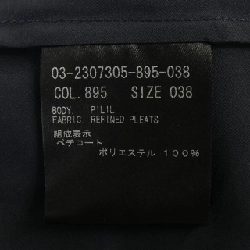 03-2307305-895-038
COL.895 SIZE 038
BODY. PILIL
FABRIC. REFINED PLEATS
組成表示
ペチコート
ポリエステル 100%